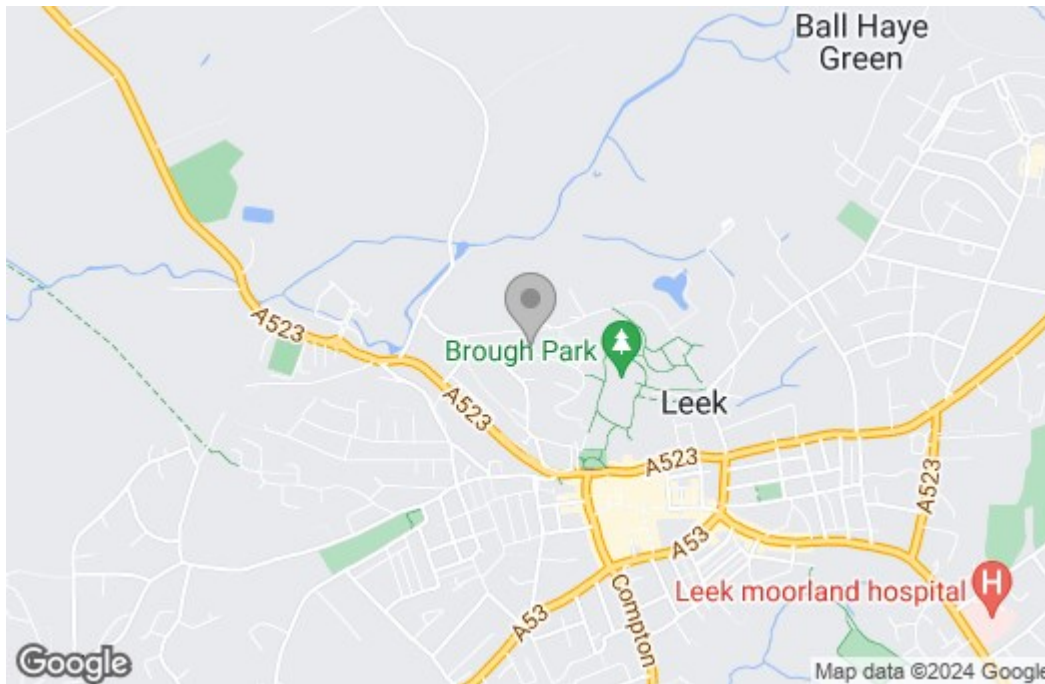 Ball Haye
Green
A523
Brough Park
A523
Leek
A523
A523
A53
Leek moorland hospital
H
A53
Compton
Google
Map data ©2024 Google